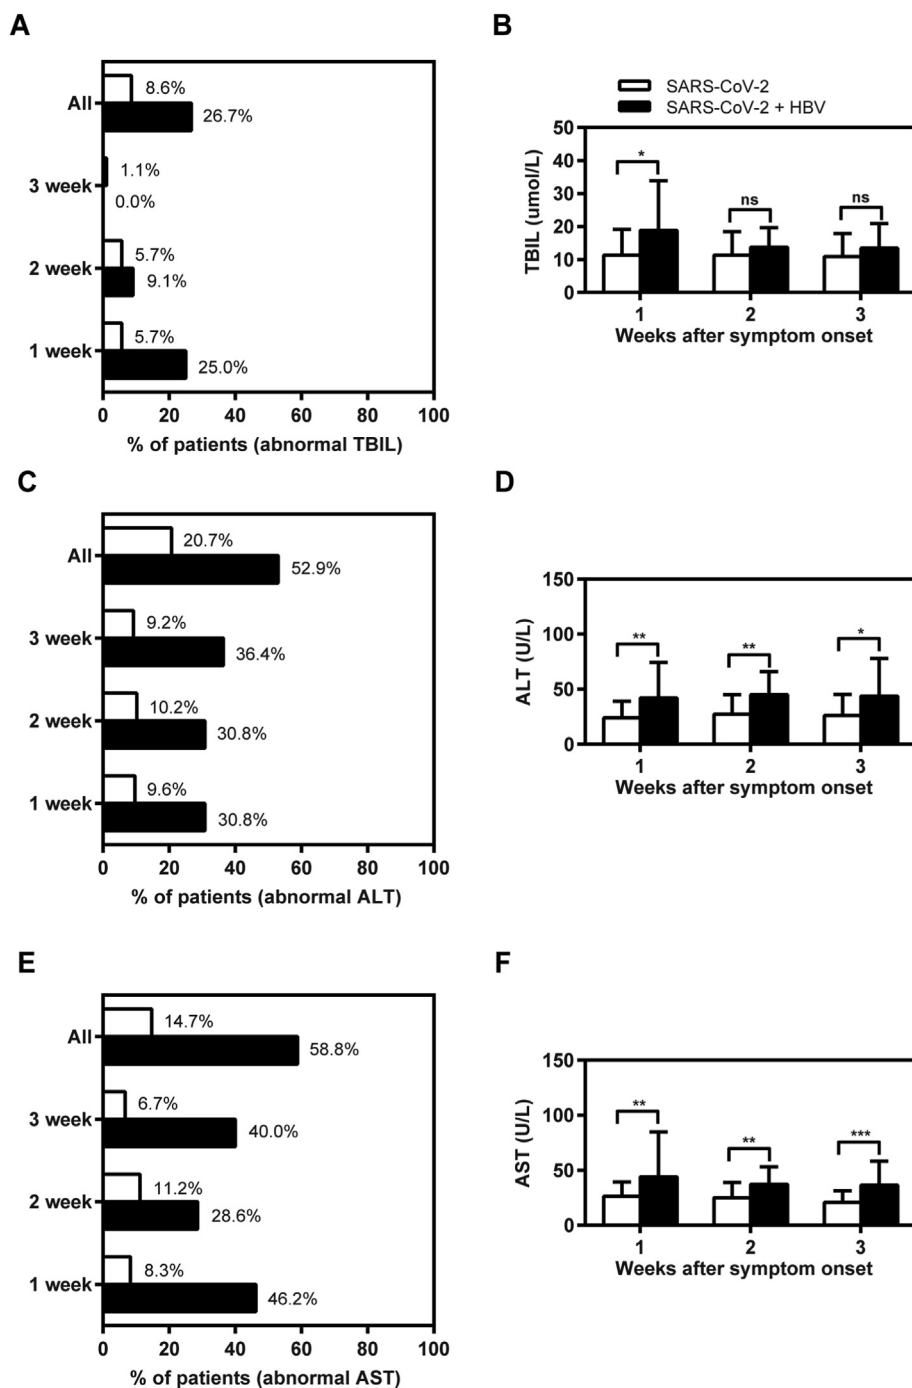 A
All
8.6%
26.7%
3 week
1.1%
0.0%
2 week
5.7%
9.1%
1 week
5.7%
25.0%
0 20 40 60 80 100
% of patients (abnormal TBIL)
B
SARS-CoV-2
SARS-CoV-2 + HBV
TBIL (umol/L)
50
40
30
20
10
0
* ns ns
1 2 3
Weeks after symptom onset
C
All
20.7%
52.9%
3 week
9.2%
36.4%
2 week
10.2%
30.8%
1 week
9.6%
30.8%
0 20 40 60 80 100
% of patients (abnormal ALT)
D
ALT (U/L)
150
100
50
0
** ** *
1 2 3
Weeks after symptom onset
E
All
14.7%
58.8%
3 week
6.7%
40.0%
2 week
11.2%
28.6%
1 week
8.3%
46.2%
0 20 40 60 80 100
% of patients (abnormal AST)
F
AST (U/L)
150
100
50
0
** ** ***
1 2 3
Weeks after symptom onset